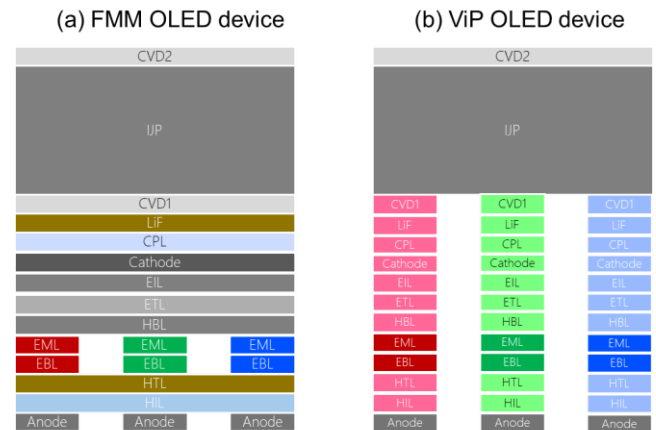 (a) FMM OLED device
CVD2
IJP
CVD1
LiF
CPL
Cathode
EIL
ETL
HBL
EML EML EML
EBL EBL EBL
HTL
HIL
Anode Anode Anode
(b) ViP OLED device
CVD2
IJP
CVD1 CVD1 CVD1
LiF LiF LiF
CPL CPL CPL
Cathode Cathode Cathode
EIL EIL EIL
ETL ETL ETL
HBL HBL HBL
EML EML EML
EBL EBL EBL
HTL HTL HTL
HIL HIL HIL
Anode Anode Anode